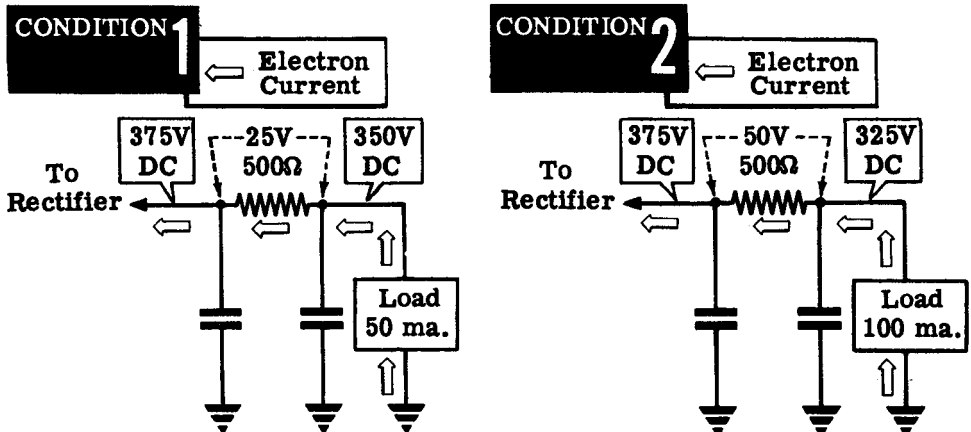 CONDITION 1
Electron
Current
375V
DC
25V
500Ω
350V
DC
To
Rectifier
Load
50 ma.
CONDITION 2
Electron
Current
375V
DC
50V
500Ω
325V
DC
To
Rectifier
Load
100 ma.